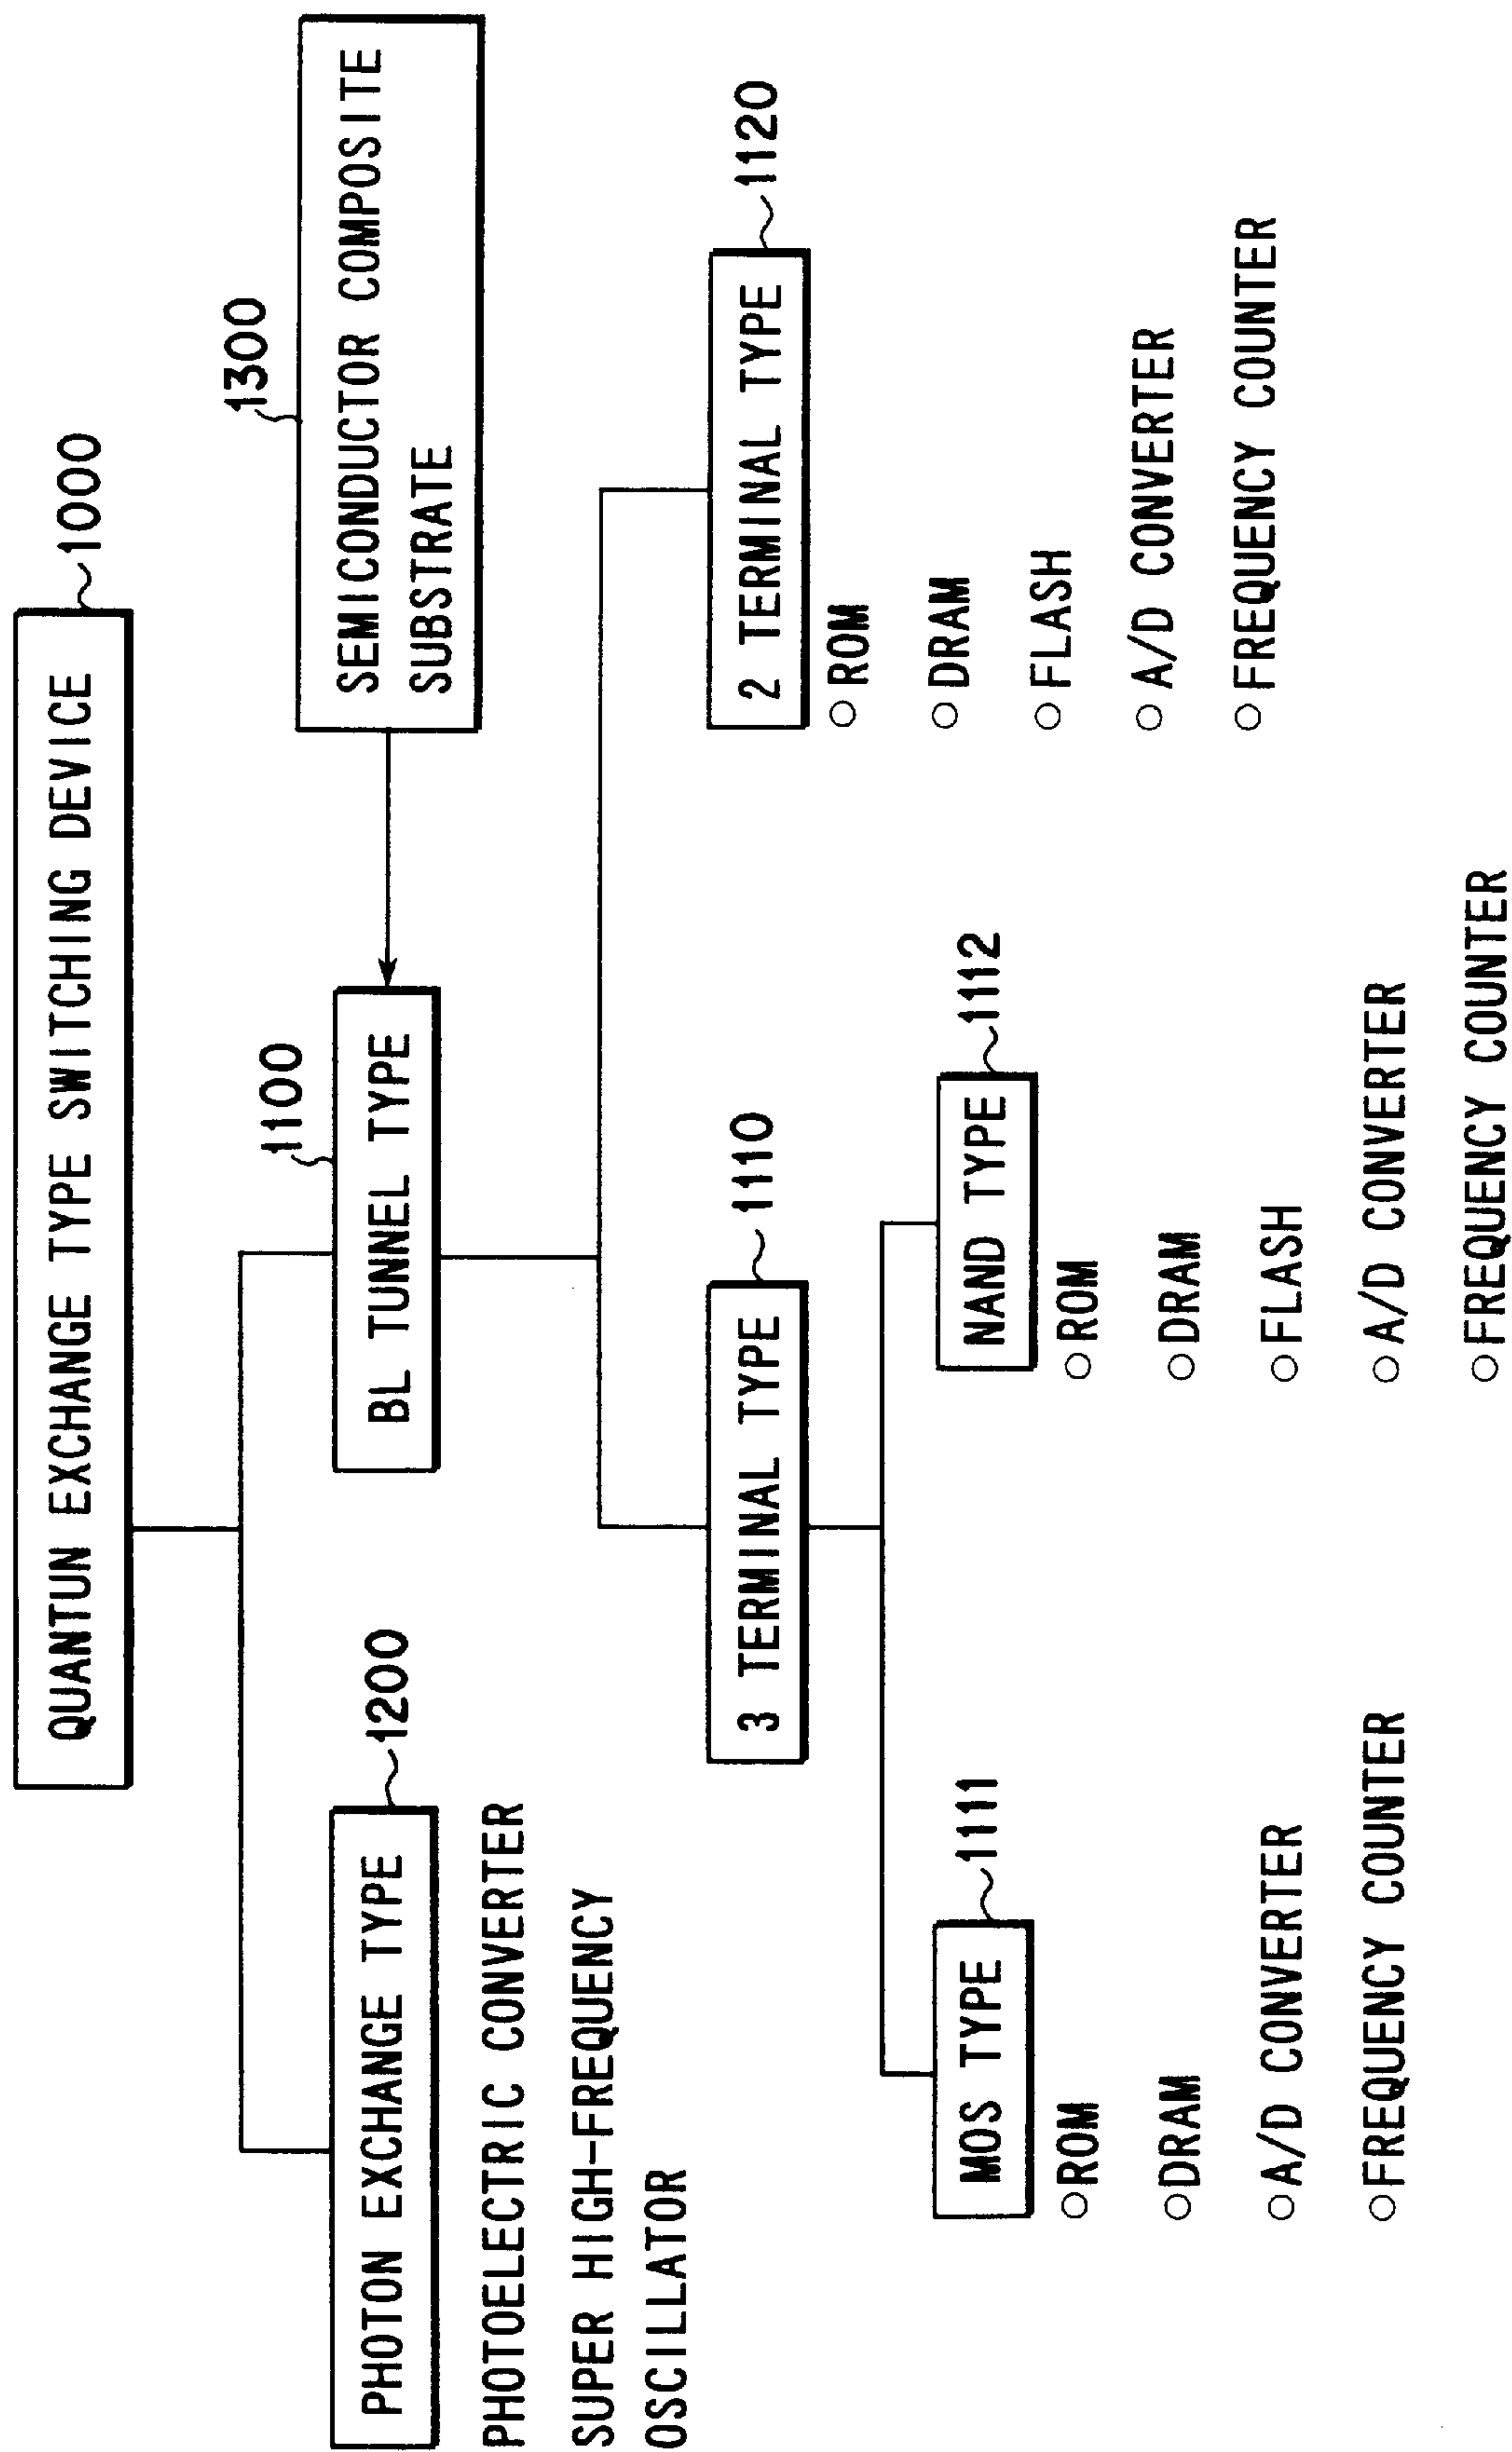 QUANTUN EXCHANGE TYPE SWITCHING DEVICE
1000
PHOTON EXCHANGE TYPE
1200
PHOTOELECTRIC CONVERTER
SUPER HIGH-FREQUENCY
OSCILLATOR
BL TUNNEL TYPE
1100
SEMICONDUCTOR COMPOSITE
SUBSTRATE
1300
3 TERMINAL TYPE
1110
MOS TYPE
1111
○ ROM
○ DRAM
○ A/D CONVERTER
○ FREQUENCY COUNTER
NAND TYPE
1112
○ ROM
○ DRAM
○ FLASH
○ A/D CONVERTER
○ FREQUENCY COUNTER
2 TERMINAL TYPE
1120
○ ROM
○ DRAM
○ FLASH
○ A/D CONVERTER
○ FREQUENCY COUNTER